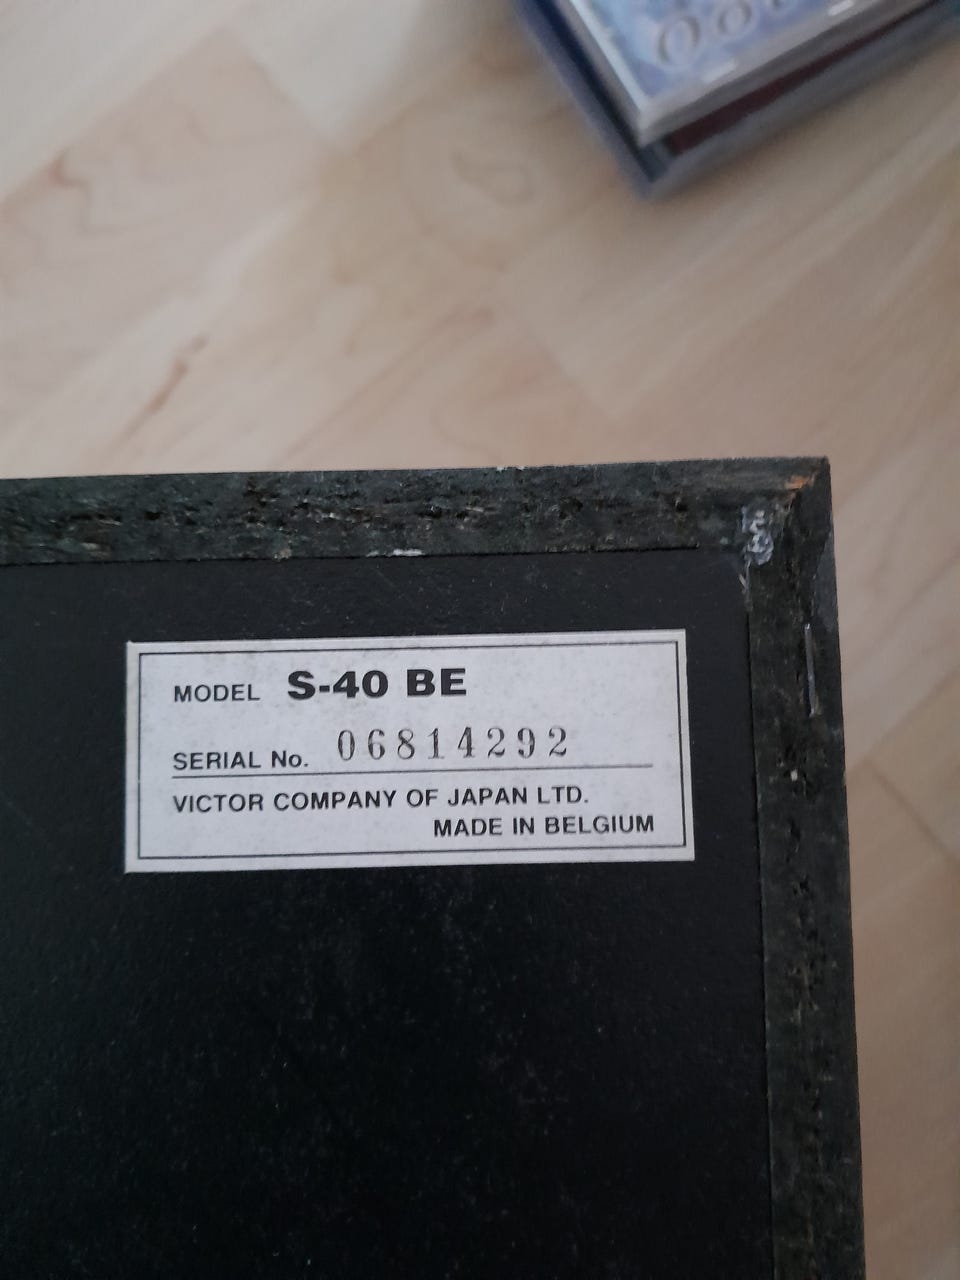 MODEL S-40 BE
SERIAL No. 06814292
VICTOR COMPANY OF JAPAN LTD.
MADE IN BELGIUM